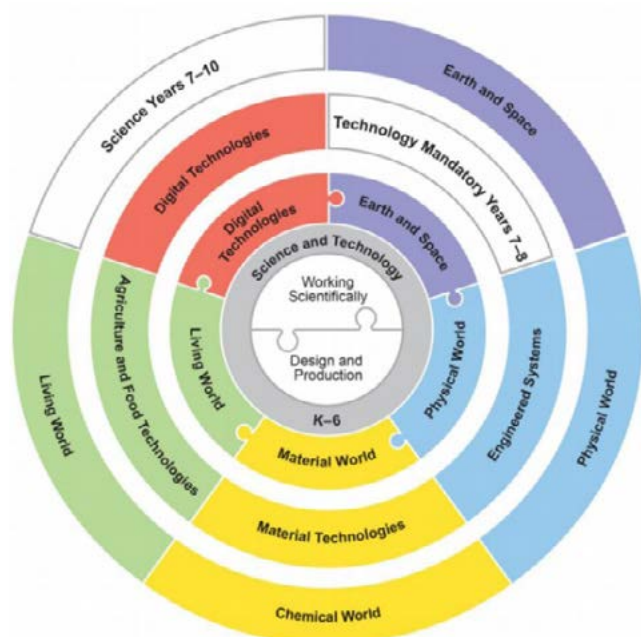 Science Years 7–10
Earth and Space
Digital Technologies
Technology Mandatory Years 7–8
Digital
Technologies
Earth and Space
Science and Technology
Working
Scientifically
Design and
Production
K–6
Living World
Agriculture and Food Technologies
Living World
Physical World
Engineered Systems
Physical World
Material World
Material Technologies
Chemical World